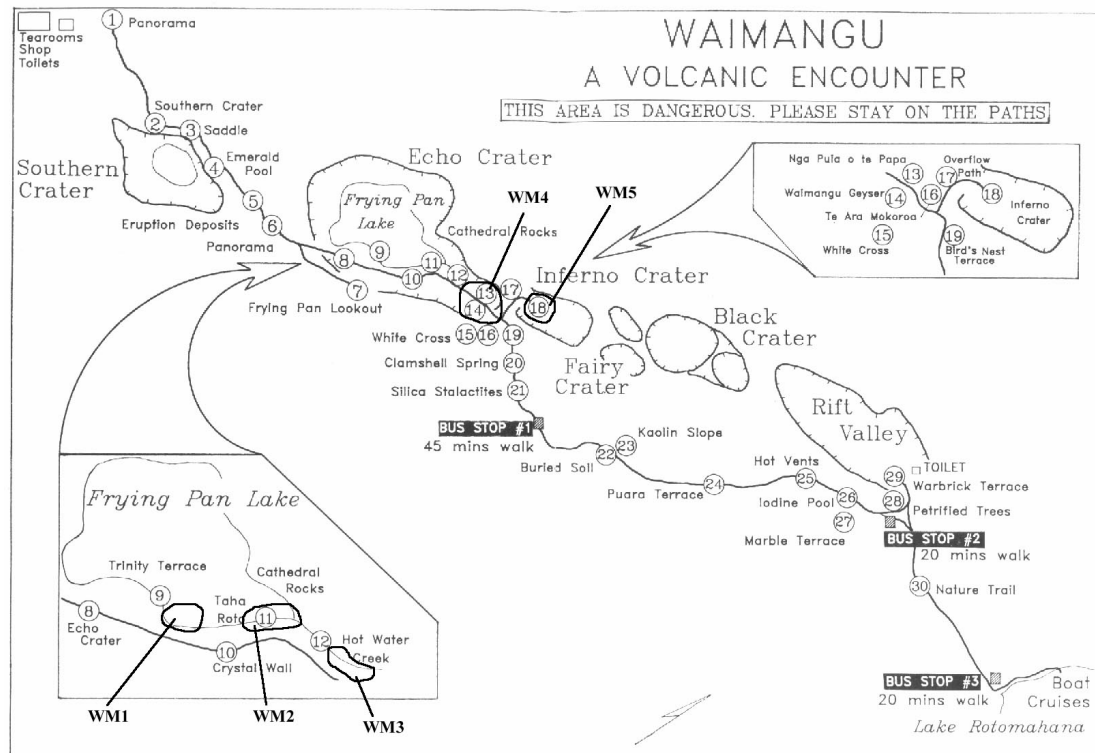 WAIMANGU
A VOLCANIC ENCOUNTER
THIS AREA IS DANGEROUS. PLEASE STAY ON THE PATHS
Tearooms
Shop
Toilets
1 Panorama
Southern Crater
2
3 Saddle
4 Emerald Pool
Southern Crater
5
Eruption Deposits
6
Panorama
Echo Crater
Frying Pan Lake
8
9
10
11
12
Cathedral Rocks
WM4
WM5
7
Frying Pan Lookout
13
14
17
18
Inferno Crater
White Cross 15 16 19
Clamshell Spring 20
Silica Stalactites 21
BUS STOP #1
45 mins walk
Fairy Crater
Black Crater
Rift Valley
Buried Soil 22
23 Kaolin Slope
Puara Terrace 24
Hot Vents
25
Iodine Pool 26
27
Marble Terrace
TOILET
29 Warbrick Terrace
28 Petrified Trees
BUS STOP #2
20 mins walk
30 Nature Trail
BUS STOP #3
20 mins walk
Boat Cruises
Lake Rotomahana
Nga Puia o te Papa
13
Overflow Path
17
Waimangu Geyser 14
16
18
Inferno Crater
Te Ara Mokoroa
15
White Cross
19
Bird's Nest Terrace
Frying Pan Lake
Trinity Terrace
9
Cathedral Rocks
Taha Roto
11
8
Echo Crater
10
Crystal Wall
12
Hot Water Creek
WM1
WM2
WM3